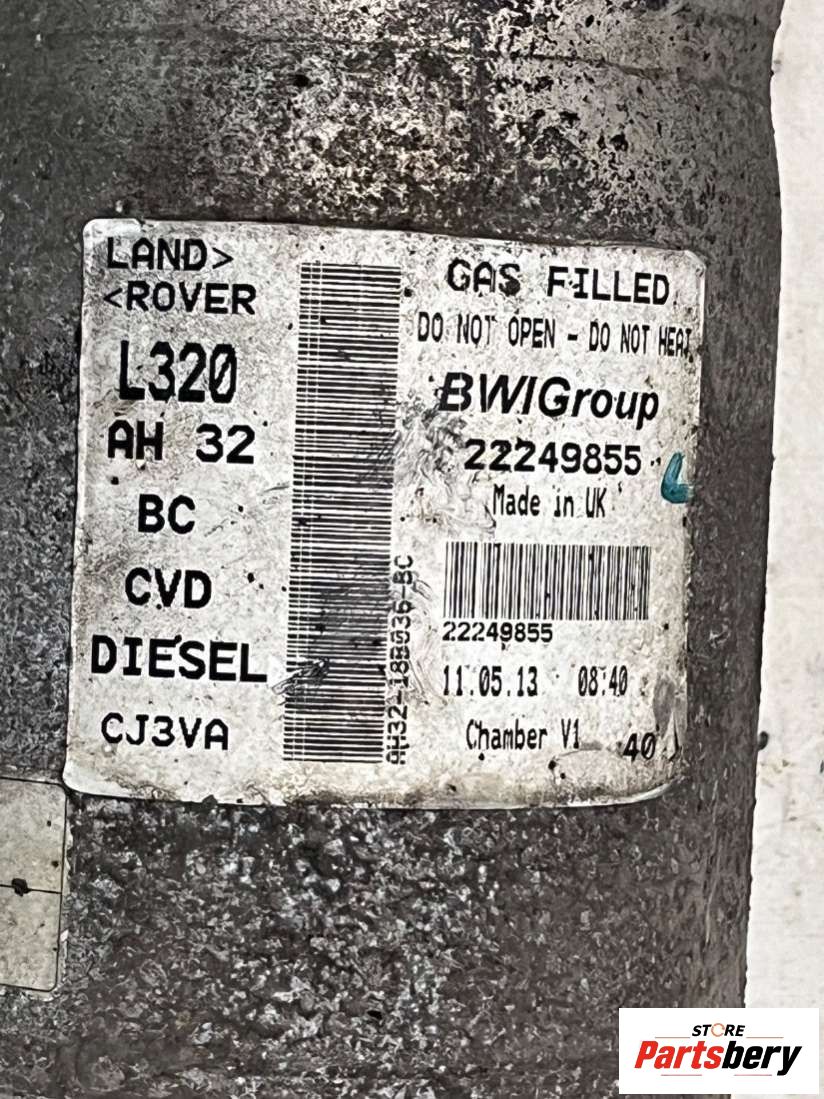 LAND>
<ROVER
L320
AH 32
BC
CVD
DIESEL
CJ3VA
AH32-18B036-BC
GAS FILLED
DO NOT OPEN - DO NOT HEAT
BWIGroup
22249855
Made in UK
22249855
11.05.13 08:40
Chamber V1 40
STORE
Partsbery